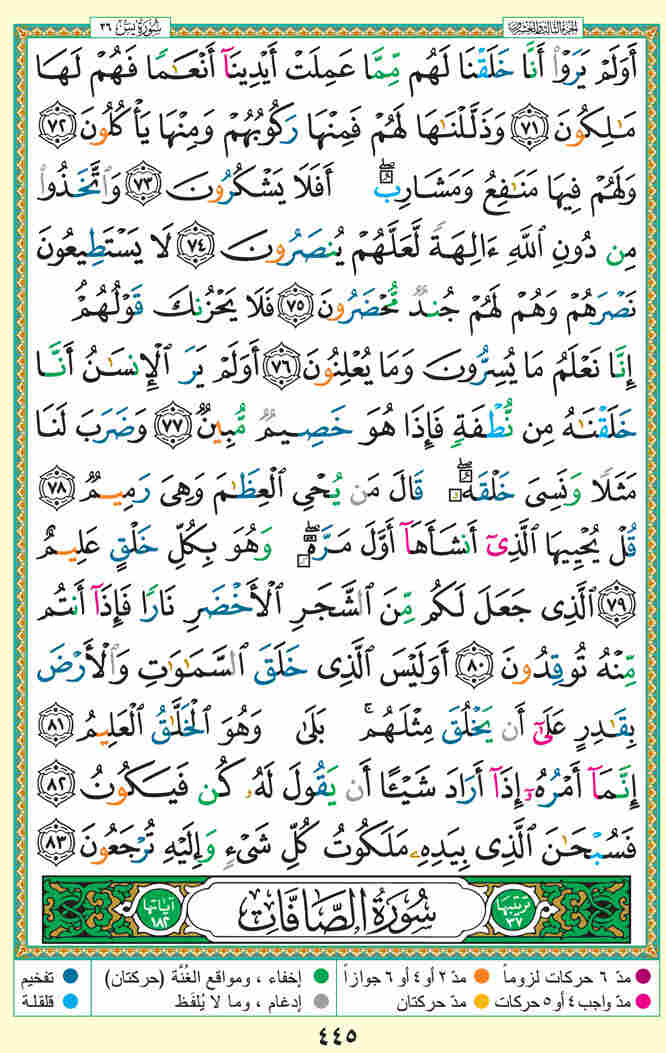 الجزء الثالث والعشرون
سُورَةُ يسٓ ٣٦
أَوَلَمْ يَرَوْا۟ أَنَّا خَلَقْنَا لَهُم مِّمَّا عَمِلَتْ أَيْدِينَآ أَنْعَـٰمًا فَهُمْ لَهَا
مَـٰلِكُونَ ٧١ وَذَلَّلْنَـٰهَا لَهُمْ فَمِنْهَا رَكُوبُهُمْ وَمِنْهَا يَأْكُلُونَ ٧٢
وَلَهُمْ فِيهَا مَنَـٰفِعُ وَمَشَارِبُ ۖ أَفَلَا يَشْكُرُونَ ٧٣ وَٱتَّخَذُوا۟
مِن دُونِ ٱللَّهِ ءَالِهَةً لَّعَلَّهُمْ يُنصَرُونَ ٧٤ لَا يَسْتَطِيعُونَ
نَصْرَهُمْ وَهُمْ لَهُمْ جُندٌ مُّحْضَرُونَ ٧٥ فَلَا يَحْزُنكَ قَوْلُهُمْ
إِنَّا نَعْلَمُ مَا يُسِرُّونَ وَمَا يُعْلِنُونَ ٧٦ أَوَلَمْ يَرَ ٱلْإِنسَـٰنُ أَنَّا
خَلَقْنَـٰهُ مِن نُّطْفَةٍ فَإِذَا هُوَ خَصِيمٌ مُّبِينٌ ٧٧ وَضَرَبَ لَنَا
مَثَلًا وَنَسِىَ خَلْقَهُۥ ۖ قَالَ مَن يُحْىِ ٱلْعِظَـٰمَ وَهِىَ رَمِيمٌ ٧٨
قُلْ يُحْيِيهَا ٱلَّذِىٓ أَنشَأَهَآ أَوَّلَ مَرَّةٍ ۖ وَهُوَ بِكُلِّ خَلْقٍ عَلِيمٌ
٧٩ ٱلَّذِى جَعَلَ لَكُم مِّنَ ٱلشَّجَرِ ٱلْأَخْضَرِ نَارًا فَإِذَآ أَنتُم
مِّنْهُ تُوقِدُونَ ٨٠ أَوَلَيْسَ ٱلَّذِى خَلَقَ ٱلسَّمَـٰوَٰتِ وَٱلْأَرْضَ
بِقَـٰدِرٍ عَلَىٰٓ أَن يَخْلُقَ مِثْلَهُم ۚ بَلَىٰ وَهُوَ ٱلْخَلَّـٰقُ ٱلْعَلِيمُ ٨١
إِنَّمَآ أَمْرُهُۥٓ إِذَآ أَرَادَ شَيْـًٔا أَن يَقُولَ لَهُۥ كُن فَيَكُونُ ٨٢
فَسُبْحَـٰنَ ٱلَّذِى بِيَدِهِۦ مَلَكُوتُ كُلِّ شَىْءٍ وَإِلَيْهِ تُرْجَعُونَ ٨٣
ترتيبها ٣٧ سُورَةُ الصَّافَاتِ آياتها ١٨٢
مدّ ٦ حركات لزوماً مدّ ٢ أو ٤ أو ٦ جوازاً إخفاء ، ومواقع الغُنَّة (حركتان) تفخيم
مدّ واجب ٤ أو ٥ حركات مدّ حركتان إدغام ، وما لا يُلفَظ قلقلة
٤٤٥